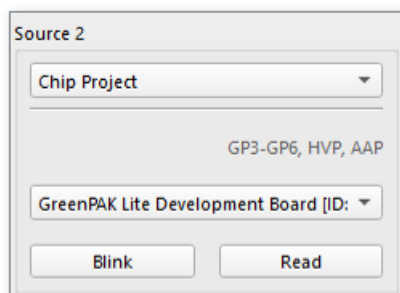 Source 2
Chip Project
GP3-GP6, HVP, AAP
GreenPAK Lite Development Board [ID:
Blink
Read